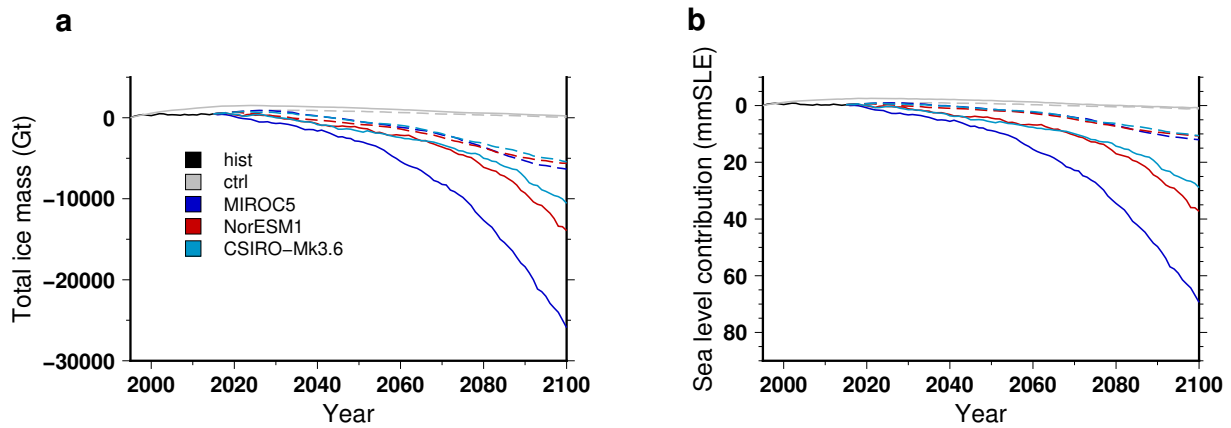 a
Total ice mass (Gt)
0
−10000
−20000
−30000
hist
ctrl
MIROC5
NorESM1
CSIRO−Mk3.6
2000 2020 2040 2060 2080 2100
Year
b
Sea level contribution (mmSLE)
0
20
40
60
80
2000 2020 2040 2060 2080 2100
Year